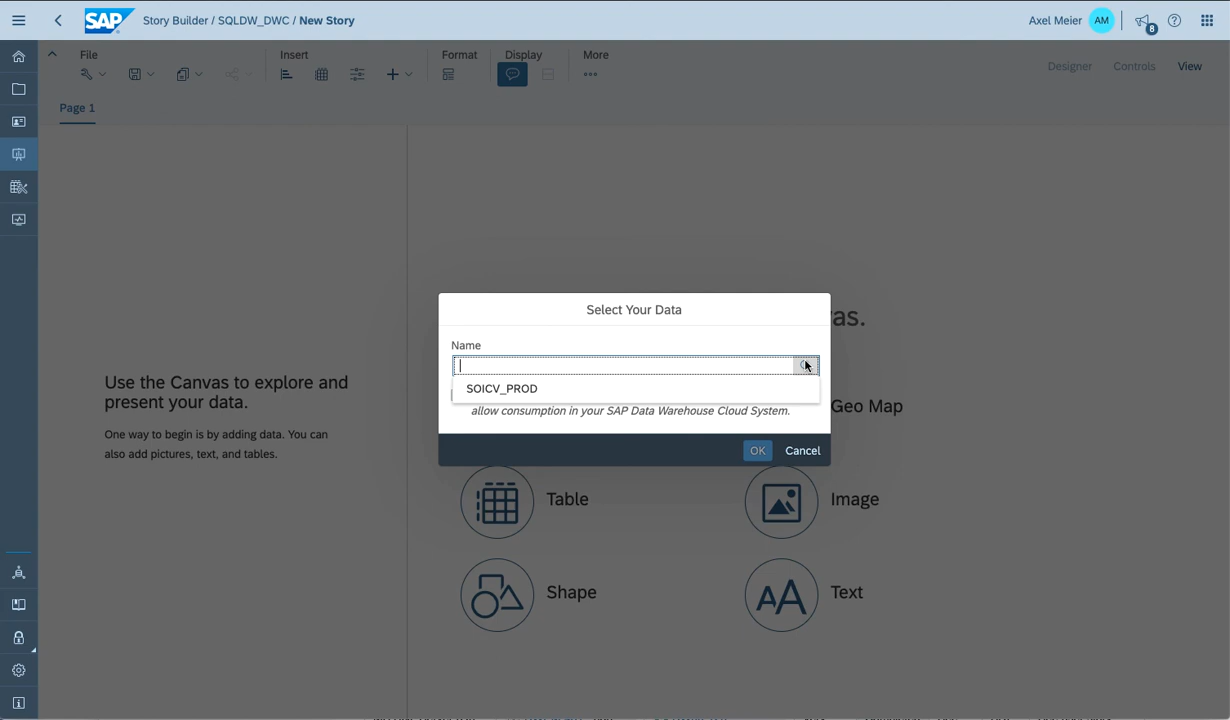 SAP Story Builder / SQLDW_DWC / New Story Axel Meier AM 8
File Insert Format Display More
Designer Controls View
Page 1
Select Your Data
as.
Name
Use the Canvas to explore and
present your data.
SOICV_PROD
allow consumption in your SAP Data Warehouse Cloud System.
Geo Map
One way to begin is by adding data. You can
also add pictures, text, and tables.
OK Cancel
Table Image
Shape Text
AA